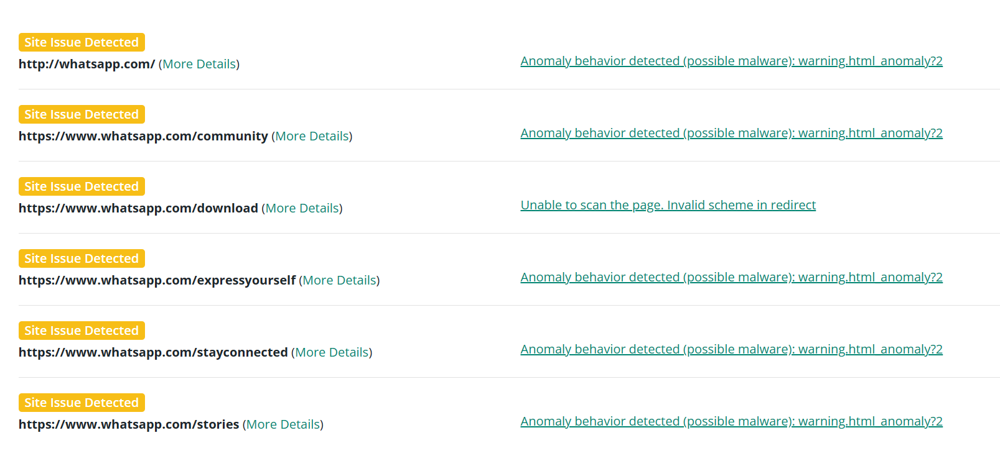 Site Issue Detected
http://whatsapp.com/ (More Details)
Anomaly behavior detected (possible malware): warning.html_anomaly?2
Site Issue Detected
https://www.whatsapp.com/community (More Details)
Anomaly behavior detected (possible malware): warning.html_anomaly?2
Site Issue Detected
https://www.whatsapp.com/download (More Details)
Unable to scan the page. Invalid scheme in redirect
Site Issue Detected
https://www.whatsapp.com/expressyourself (More Details)
Anomaly behavior detected (possible malware): warning.html_anomaly?2
Site Issue Detected
https://www.whatsapp.com/stayconnected (More Details)
Anomaly behavior detected (possible malware): warning.html_anomaly?2
Site Issue Detected
https://www.whatsapp.com/stories (More Details)
Anomaly behavior detected (possible malware): warning.html_anomaly?2